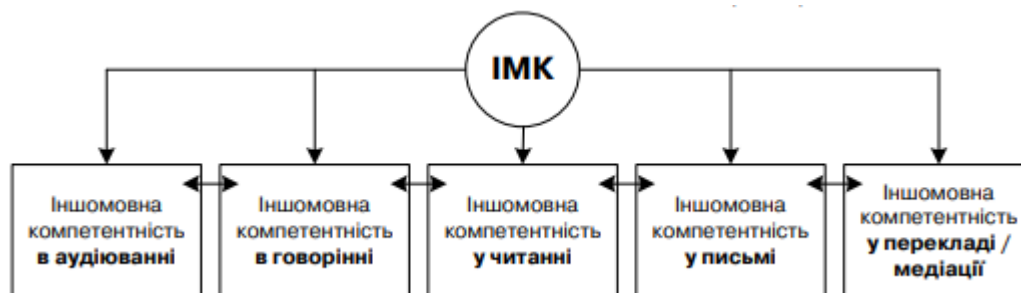 ІМК
Іншомовна
компетентність
в аудіюванні
Іншомовна
компетентність
в говорінні
Іншомовна
компетентність
у читанні
Іншомовна
компетентність
у письмі
Іншомовна
компетентність
у перекладі /
медіації